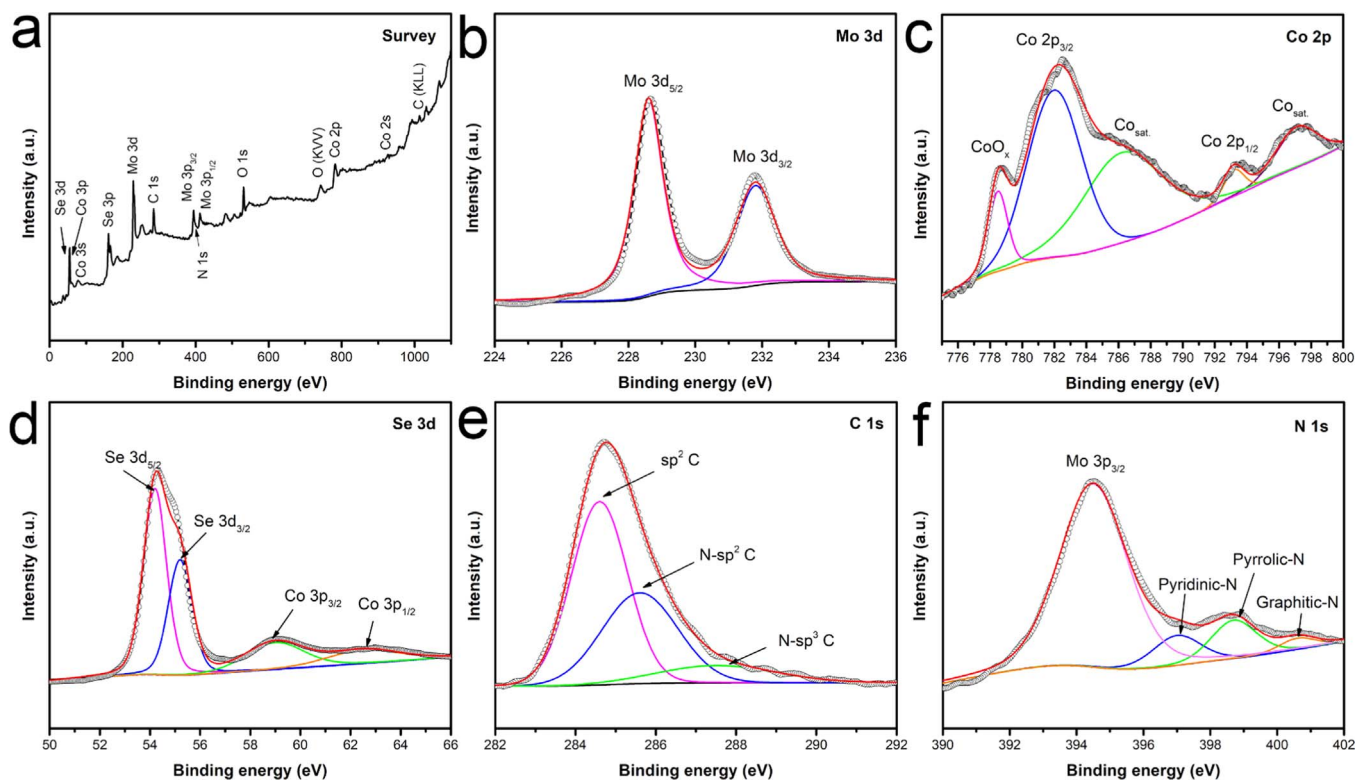 a
Survey
Intensity (a.u.)
Se 3d
Co 3p
Co 3s
Se 3p
Mo 3d
C 1s
Mo 3p3/2
N 1s
Mo 3p1/2
O 1s
O (KVV)
Co 2p
Co 2s
C (KLL)
0 200 400 600 800 1000
Binding energy (eV)
b
Mo 3d
Intensity (a.u.)
Mo 3d5/2
Mo 3d3/2
224 226 228 230 232 234 236
Binding energy (eV)
c
Co 2p
Intensity (a.u.)
CoOx
Co 2p3/2
Cosat.
Co 2p1/2
Cosat.
776 778 780 782 784 786 788 790 792 794 796 798 800
Binding energy (eV)
d
Se 3d
Intensity (a.u.)
Se 3d5/2
Se 3d3/2
Co 3p3/2
Co 3p1/2
50 52 54 56 58 60 62 64 66
Binding energy (eV)
e
C 1s
Intensity (a.u.)
sp² C
N-sp² C
N-sp³ C
282 284 286 288 290 292
Binding energy (eV)
f
N 1s
Intensity (a.u.)
Mo 3p3/2
Pyridinic-N
Pyrrolic-N
Graphitic-N
390 392 394 396 398 400 402
Binding energy (eV)